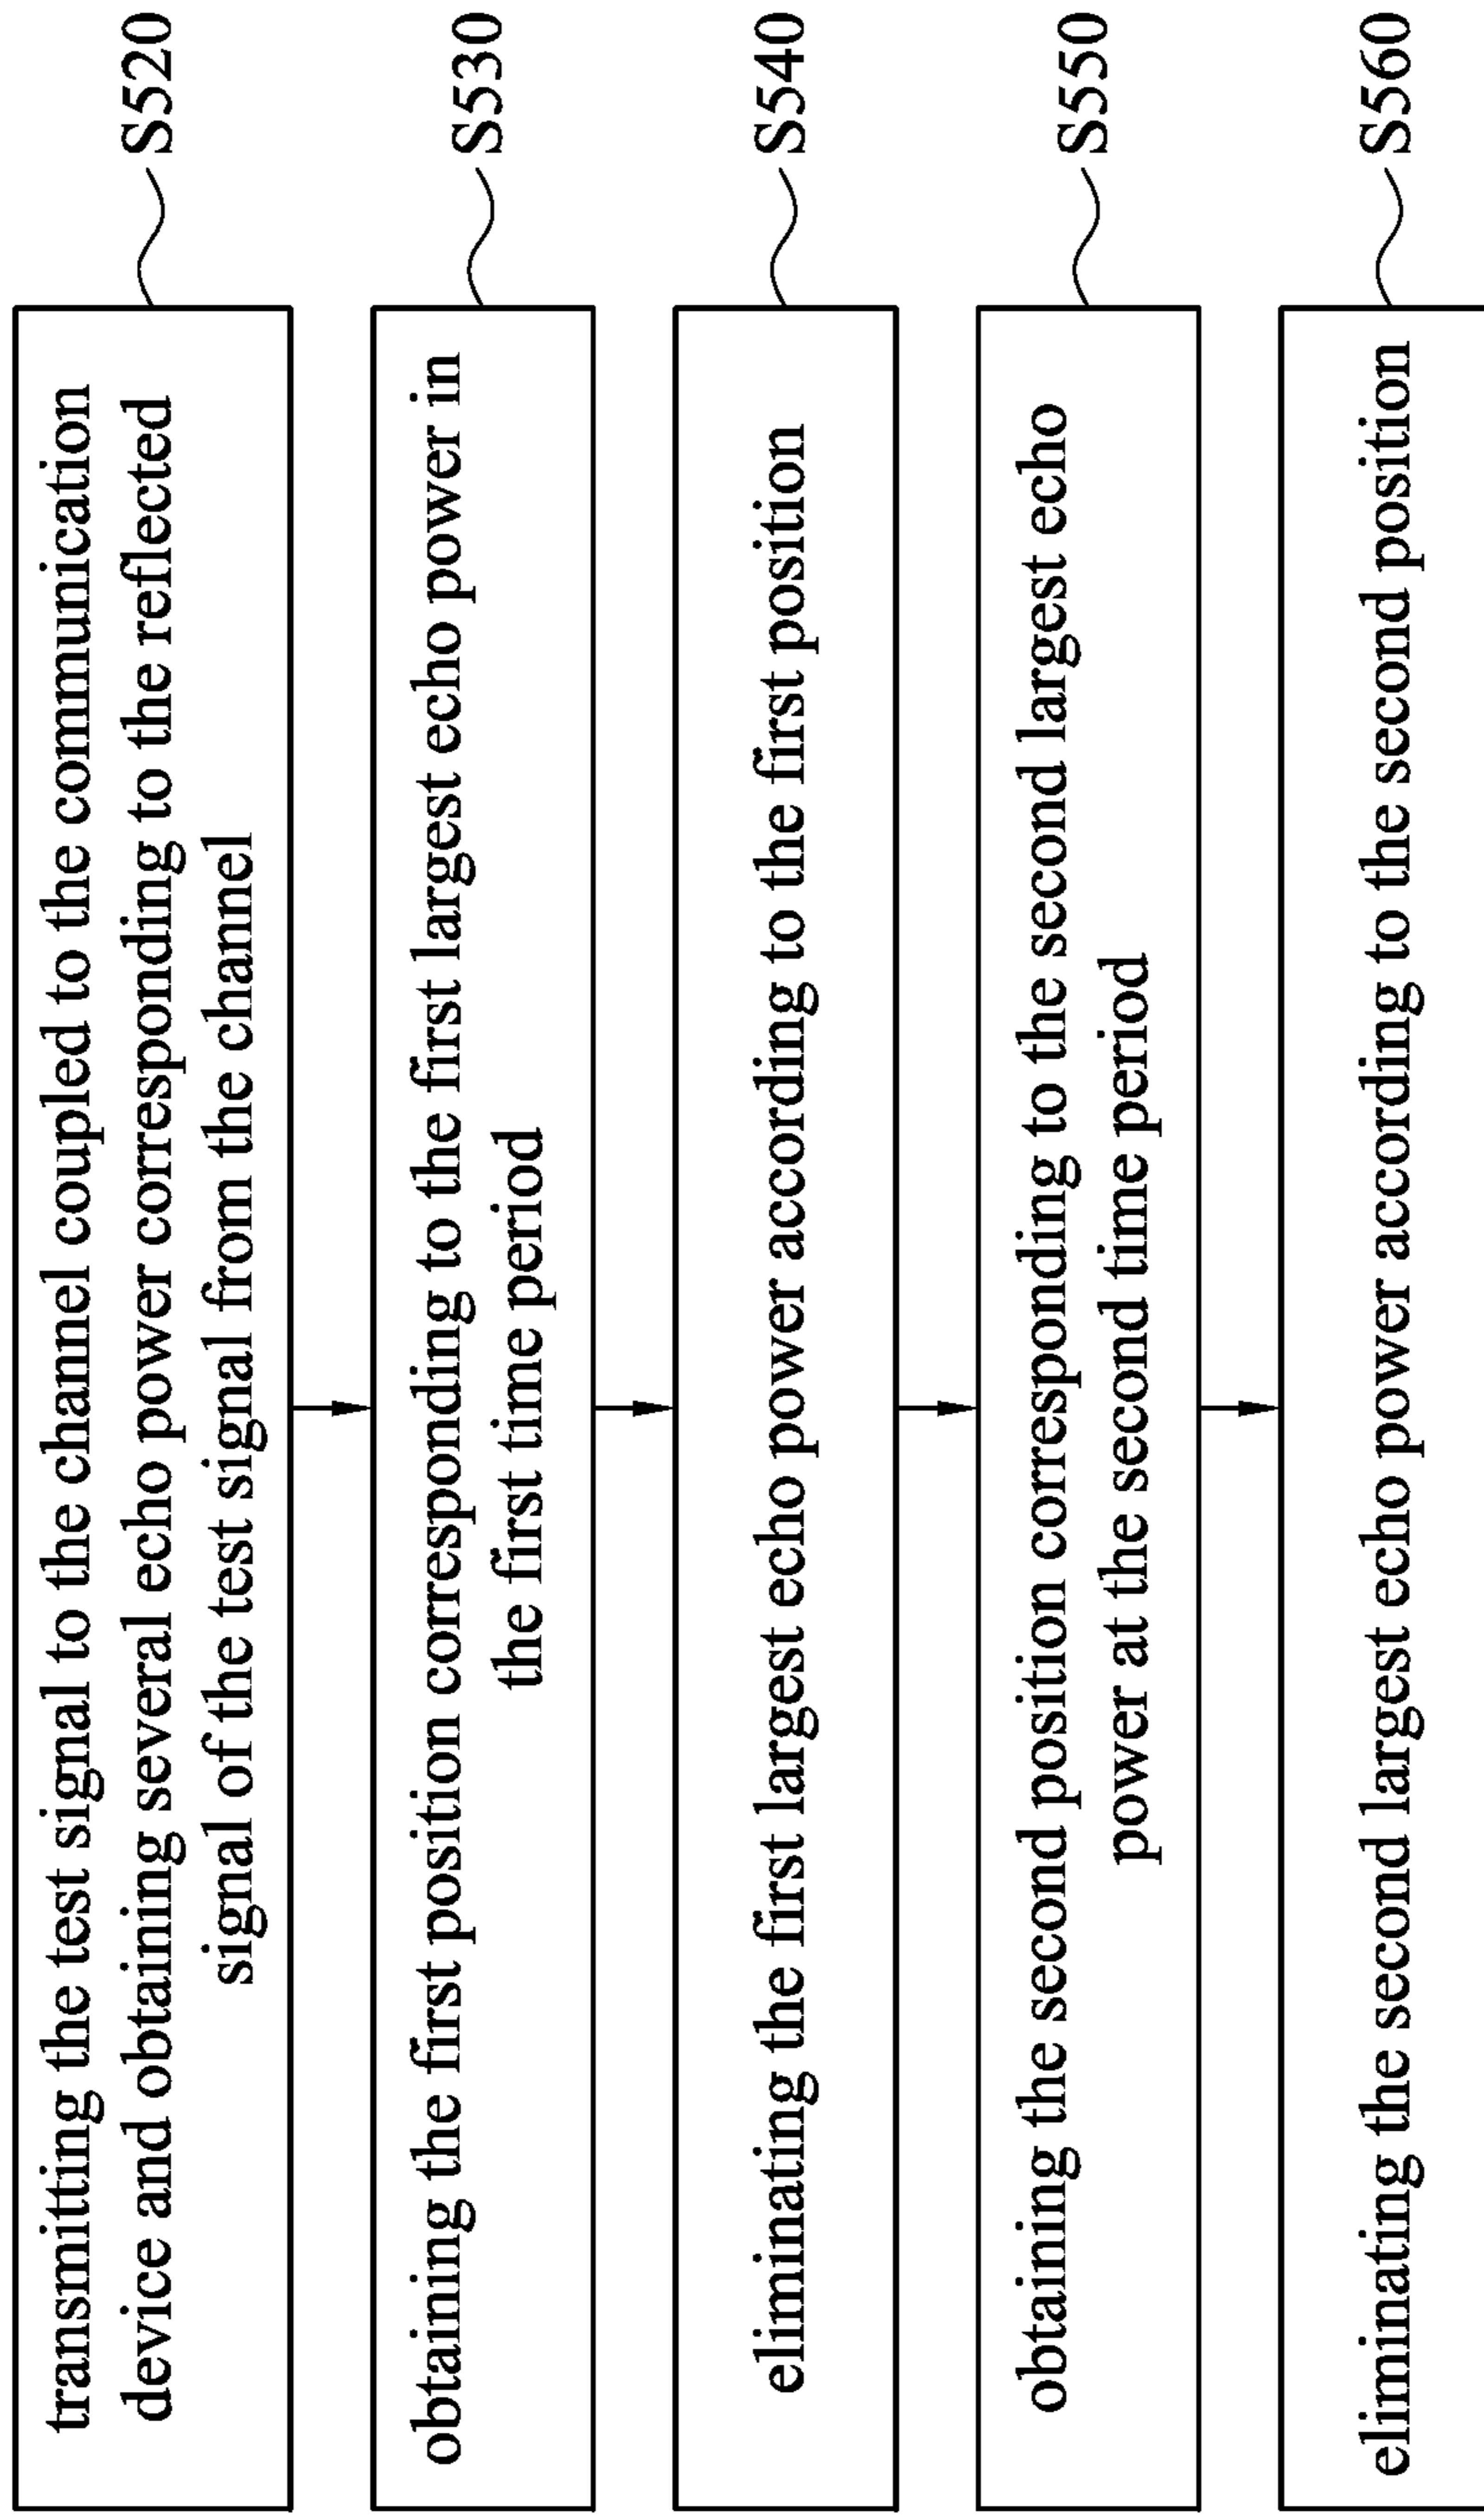 transmitting the test signal to the channel coupled to the communication
device and obtaining several echo power corresponding to the reflected
signal of the test signal from the channel
S520
obtaining the first position corresponding to the first largest echo power in
the first time period
S530
eliminating the first largest echo power according to the first position
S540
obtaining the second position corresponding to the second largest echo
power at the second time period
S550
eliminating the second largest echo power according to the second position
S560